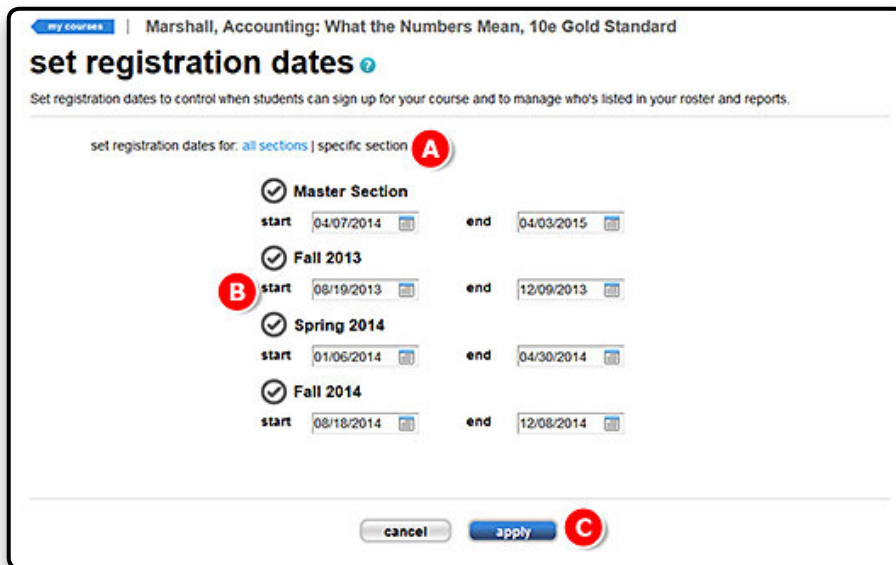 my courses | Marshall, Accounting: What the Numbers Mean, 10e Gold Standard
set registration dates ?
Set registration dates to control when students can sign up for your course and to manage who's listed in your roster and reports.
set registration dates for: all sections | specific section A
Master Section
start 04/07/2014 end 04/03/2015
Fall 2013
B start 08/19/2013 end 12/09/2013
Spring 2014
start 01/06/2014 end 04/30/2014
Fall 2014
start 08/18/2014 end 12/08/2014
cancel apply C